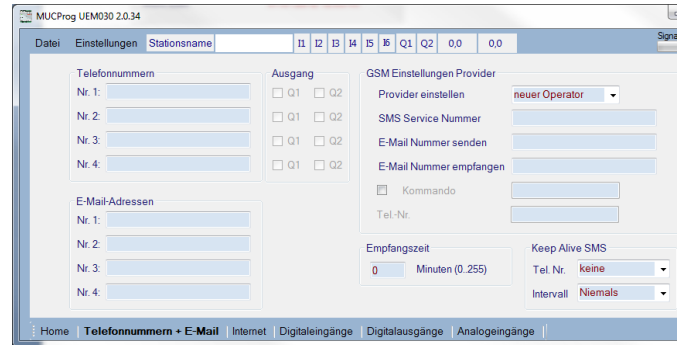 MUCProg UEM030 2.0.34
Datei Einstellungen Stationsname I1 I2 I3 I4 I5 I6 Q1 Q2 0,0 0,0
Telefonnummern Ausgang GSM Einstellungen Provider
Nr. 1: Q1 Q2 Provider einstellen neuer Operator
Nr. 2: Q1 Q2 SMS Service Nummer
Nr. 3: Q1 Q2 E-Mail Nummer senden
Nr. 4: Q1 Q2 E-Mail Nummer empfangen
Kommando
E-Mail-Adressen
Nr. 1: Tel.-Nr.
Nr. 2: Empfangszeit Keep Alive SMS
Nr. 3: 0 Minuten (0..255) Tel. Nr. keine
Nr. 4: Intervall Niemals
Home Telefonnummern + E-Mail Internet Digitaleingänge Digitalausgänge Analogeingänge